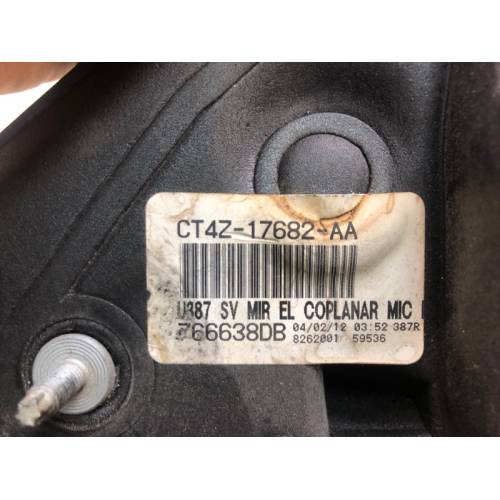 CT4Z-17682-AA
U387 SV MIR EL COPLANAR MIC
766638DB 04/02/12 03:52 387R
8262001 59536